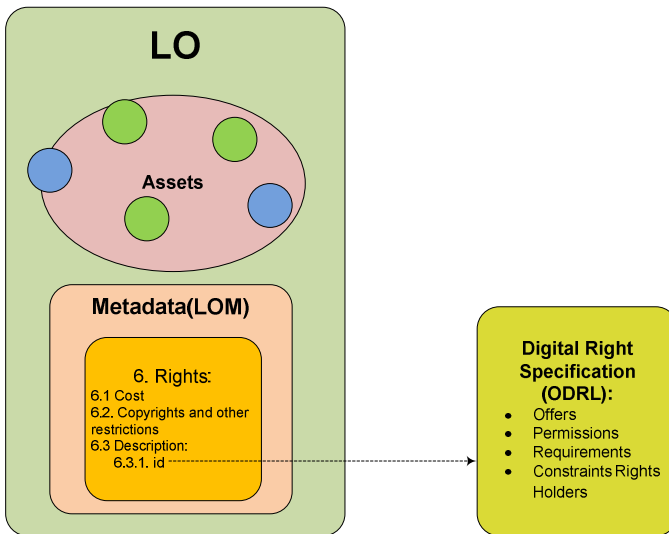 LO
Assets
Metadata(LOM)
6. Rights:
6.1 Cost
6.2. Copyrights and other
restrictions
6.3 Description:
6.3.1. id
Digital Right
Specification
(ODRL):
• Offers
• Permissions
• Requirements
• Constraints Rights
Holders